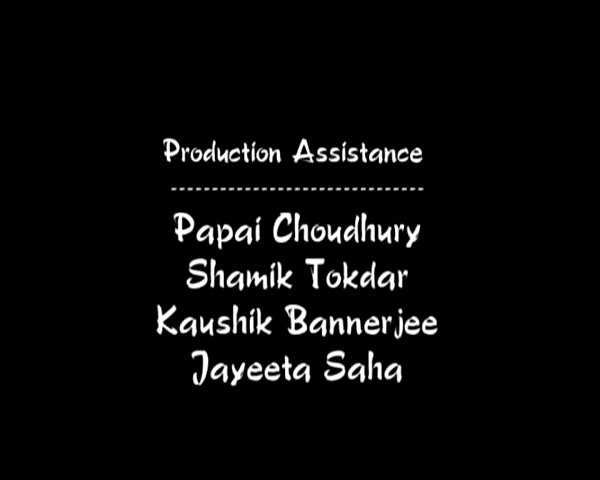 Production Assistance
-------------------------------
Papai Choudhury
Shamik Tokdar
Kaushik Bannerjee
Jayeeta Saha